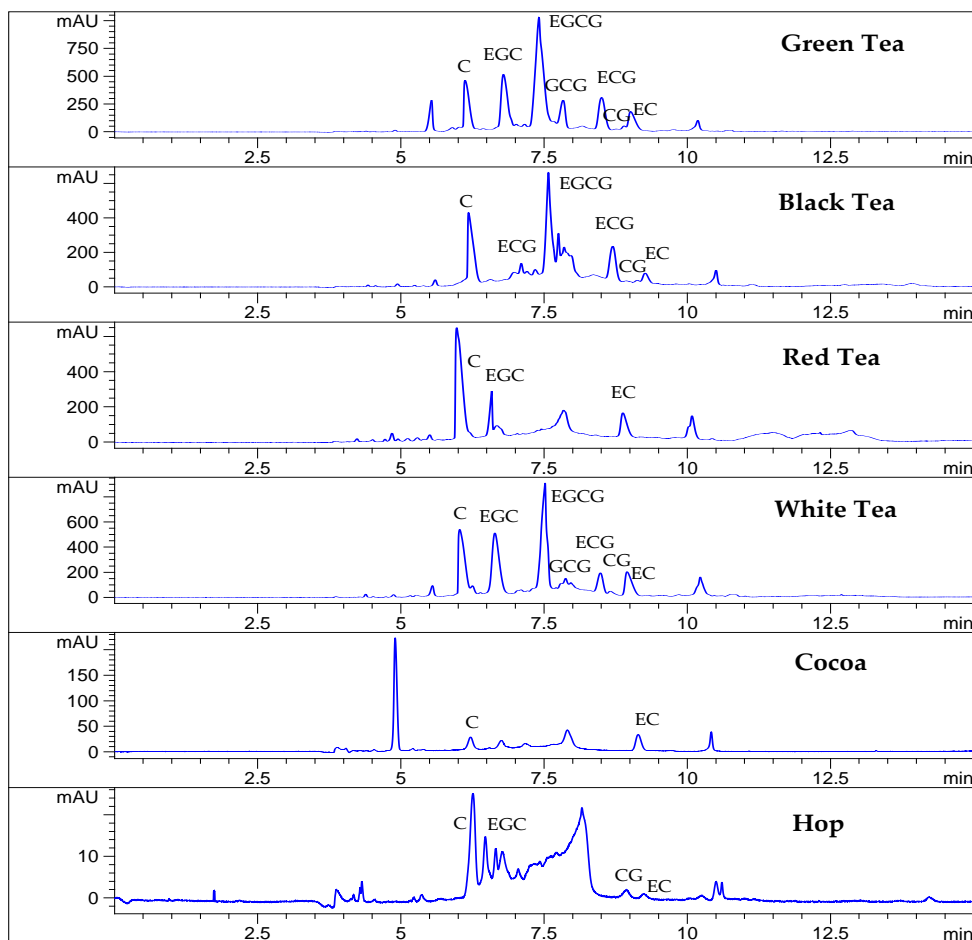 mAU
EGCG
Green Tea
750
C
EGC
500
GCG
ECG
250
CG
EC
0
2.5 5 7.5 10 12.5 min
mAU
EGCG
Black Tea
C
400
ECG
ECG
EC
200
CG
0
2.5 5 7.5 10 12.5 min
mAU
Red Tea
C
400
EGC
EC
200
0
2.5 5 7.5 10 12.5 min
mAU
EGCG
White Tea
C
EGC
600
ECG
400
GCG
CG
EC
200
0
2.5 5 7.5 10 12.5 min
mAU
Cocoa
150
100
C
EC
50
0
2.5 5 7.5 10 12.5 min
mAU
C
EGC
Hop
10
CG
EC
0
2.5 5 7.5 10 12.5 min